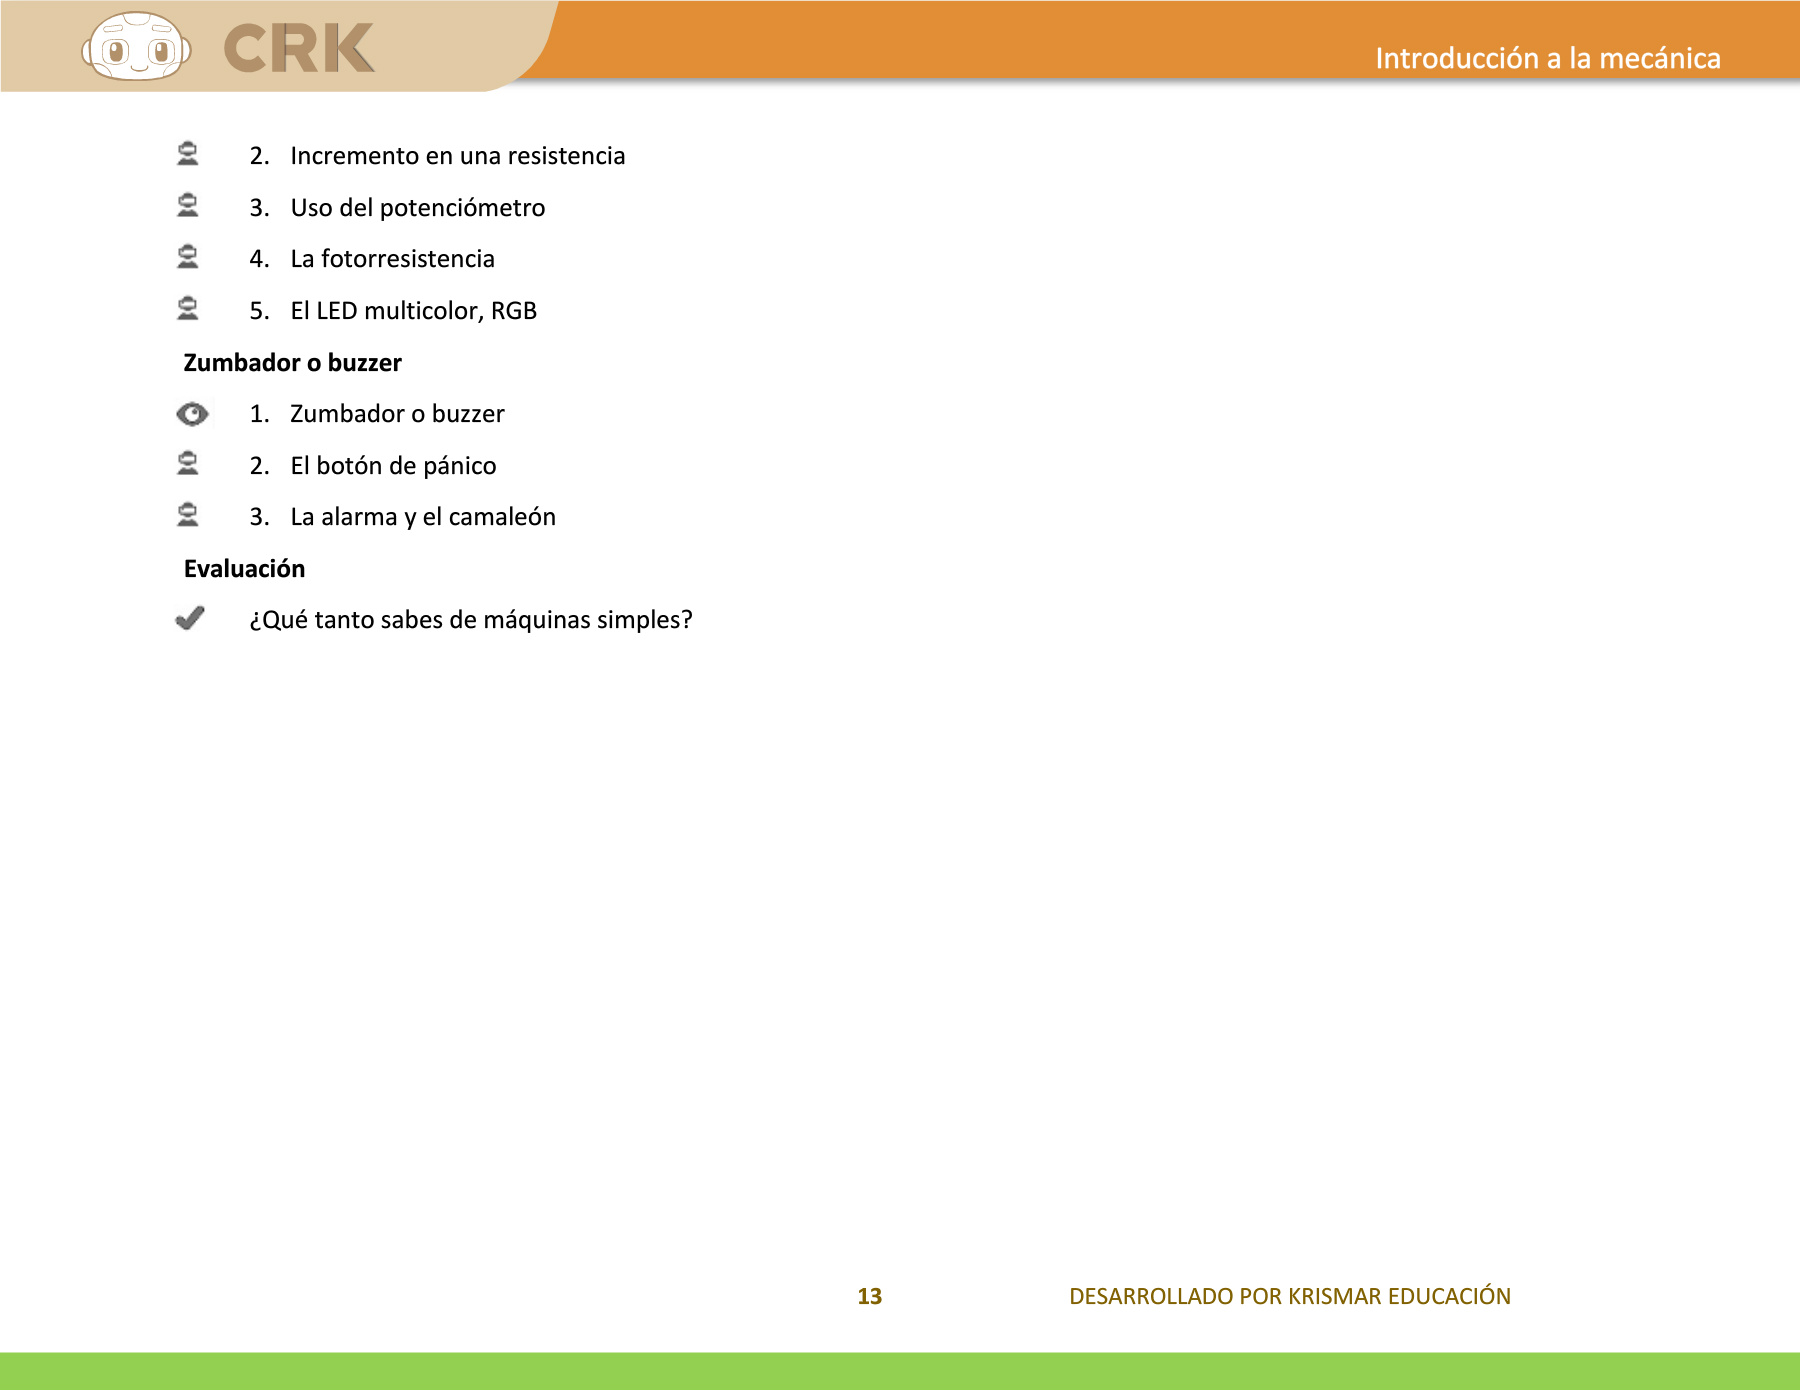 CRK
Introducción a la mecánica
2. Incremento en una resistencia
3. Uso del potenciómetro
4. La fotorresistencia
5. El LED multicolor, RGB
Zumbador o buzzer
1. Zumbador o buzzer
2. El botón de pánico
3. La alarma y el camaleón
Evaluación
¿Qué tanto sabes de máquinas simples?
13 DESARROLLADO POR KRISMAR EDUCACIÓN